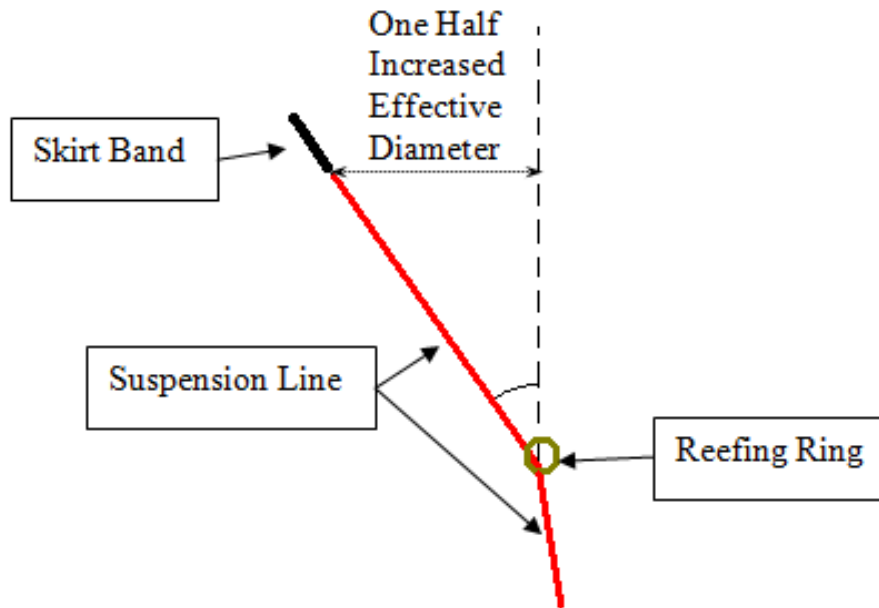 One Half
Increased
Effective
Diameter
Skirt Band
Suspension Line
Reefing Ring